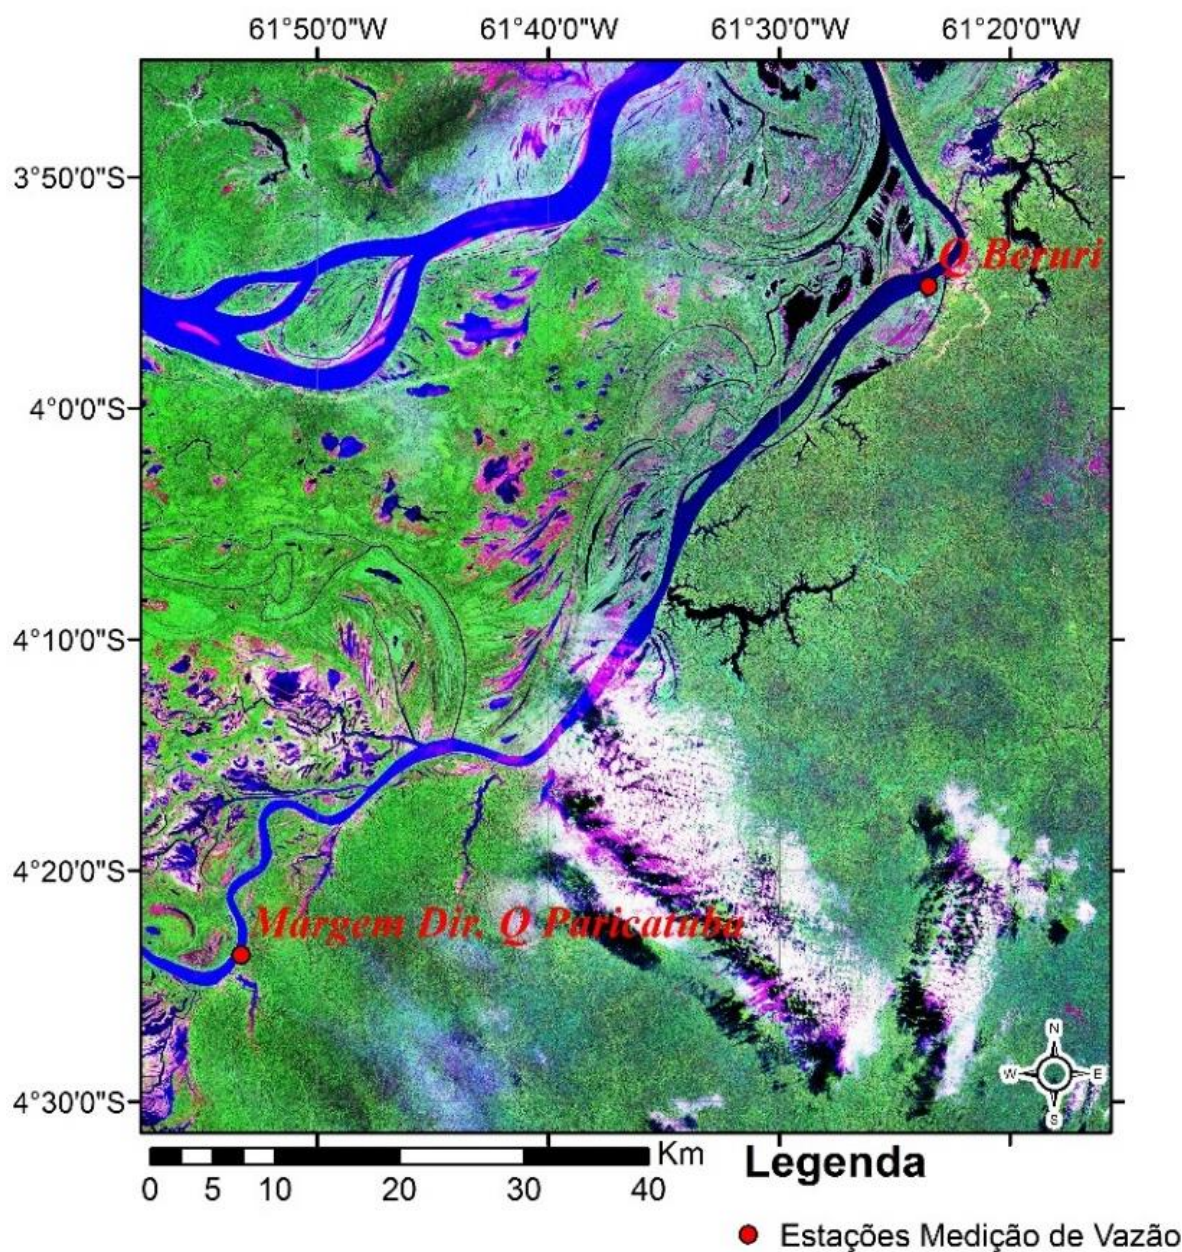 61°50'0"W 61°40'0"W 61°30'0"W 61°20'0"W
3°50'0"S
Q Beruri
4°0'0"S
4°10'0"S
4°20'0"S
Margem Dir. Q Paricatuba
4°30'0"S
N
W E
S
Km
0 5 10 20 30 40
Legenda
Estações Medição de Vazão